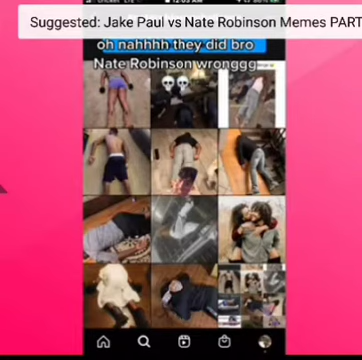 Suggested: Jake Paul vs Nate Robinson Memes PART
oh nahhhh they did bro
Nate Robinson wronggg